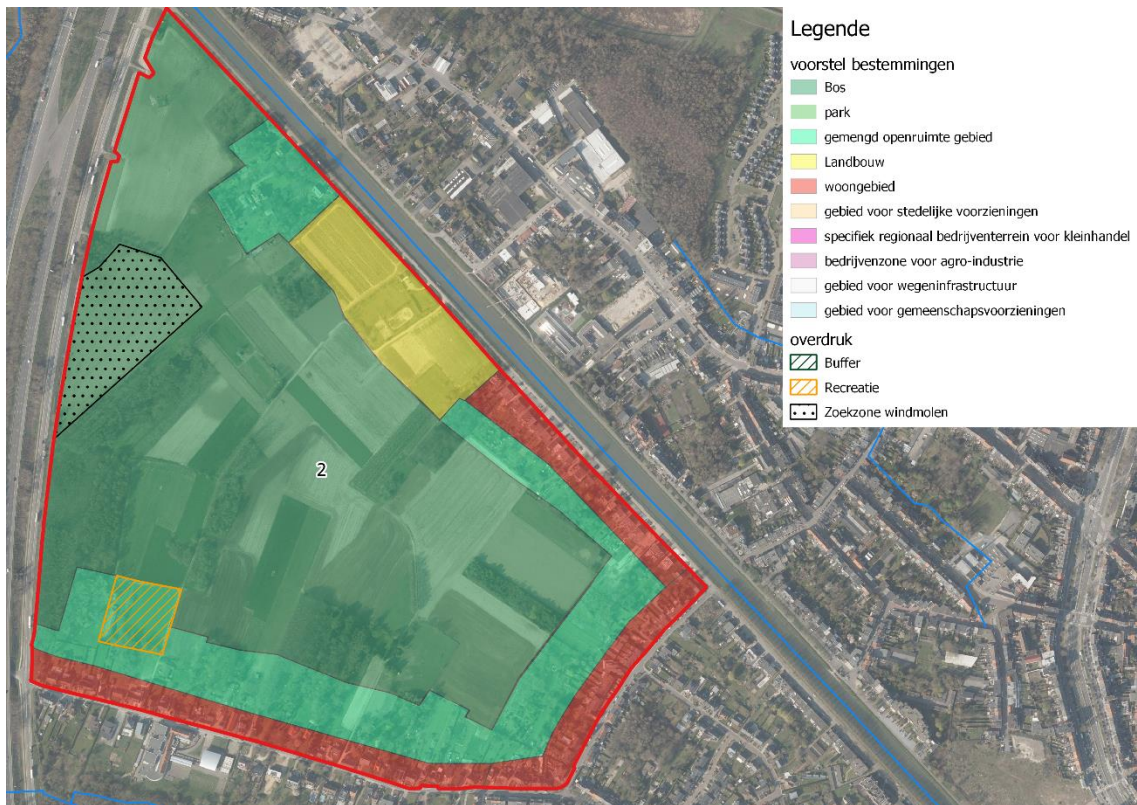 Legende
voorstel bestemmingen
Bos
park
gemengd openruimte gebied
Landbouw
woongebied
gebied voor stedelijke voorzieningen
specifiek regionaal bedrijventerrein voor kleinhandel
bedrijvenzone voor agro-industrie
gebied voor wegeninfrastructuur
gebied voor gemeenschapsvoorzieningen
overdruk
Buffer
Recreatie
Zoekzone windmolen
2